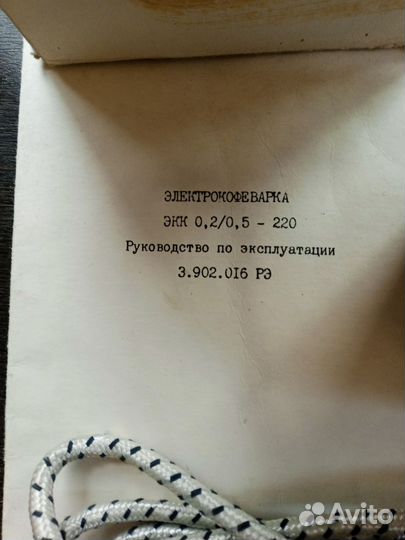 ЭЛЕКТРОКОФЕВАРКА
ЭКК 0,2/0,5 - 220
Руководство по эксплуатации
3.902.016 РЭ
Avito